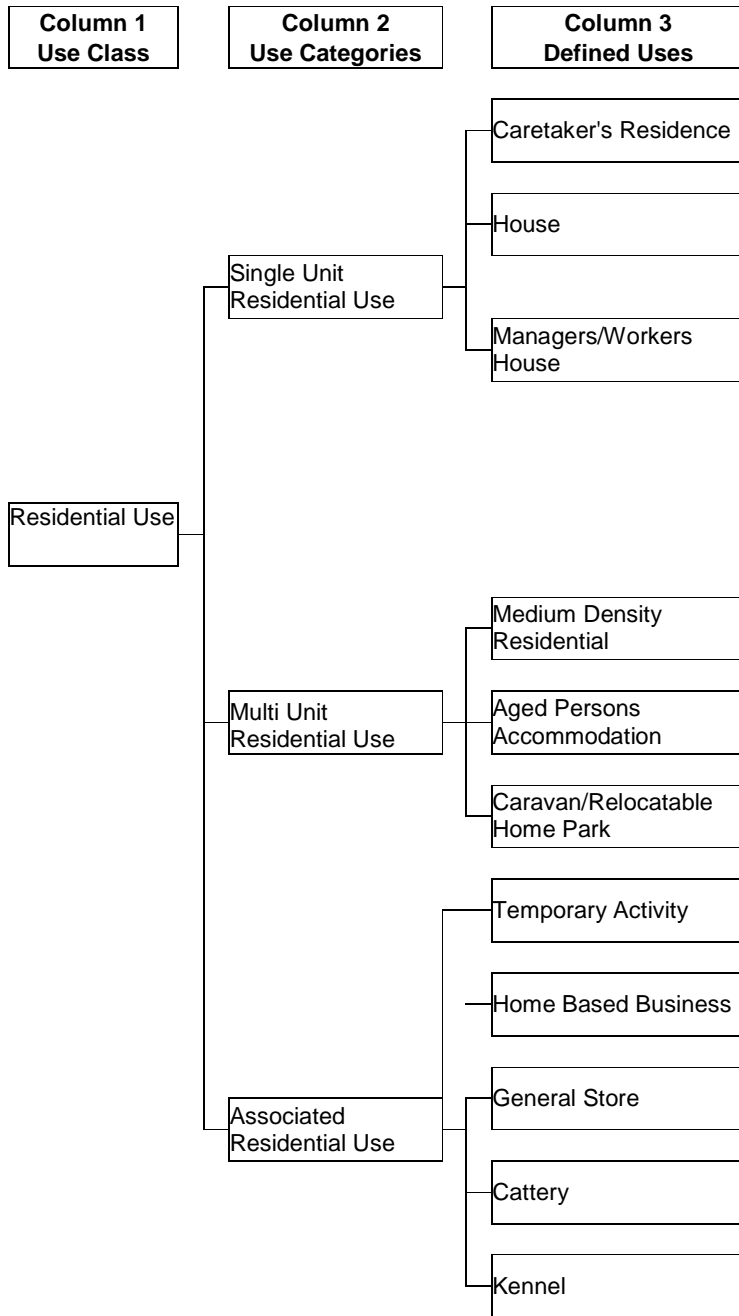 Column 1
Use Class
Column 2
Use Categories
Column 3
Defined Uses
Caretaker's Residence
House
Single Unit
Residential Use
Managers/Workers
House
Residential Use
Medium Density
Residential
Multi Unit
Residential Use
Aged Persons
Accommodation
Caravan/Relocatable
Home Park
Temporary Activity
Home Based Business
Associated
Residential Use
General Store
Cattery
Kennel